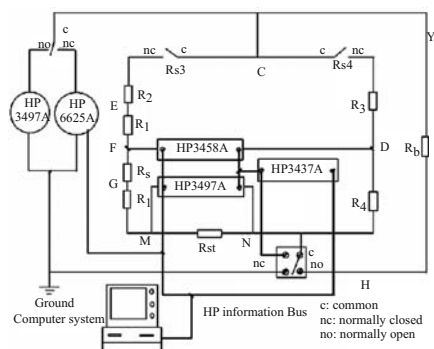 c
Y
no nc
nc c c nc
Rs3 C Rs4
HP
3497A
HP
6625A
E R2
R3
R1
F HP3458A D
Rs HP3437A Rb
G HP3497A
R1 R4
M N
Rst
c
nc no
H
Ground
Computer system
HP information Bus
c: common
nc: normally closed
no: normally open